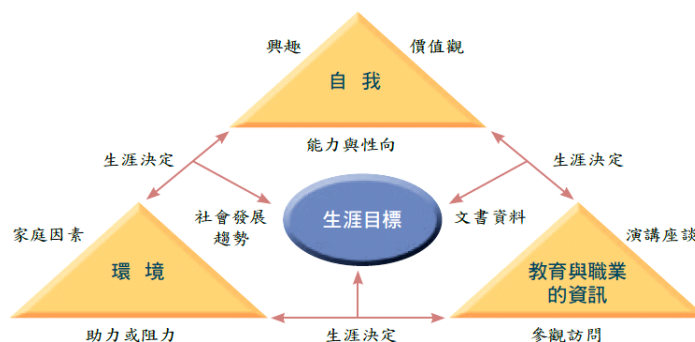 興趣
價值觀
自 我
能力與性向
生涯決定
生涯決定
社會發展
趨勢
生涯目標
文書資料
家庭因素
環 境
演講座談
教育與職業
的資訊
助力或阻力
生涯決定
參觀訪問